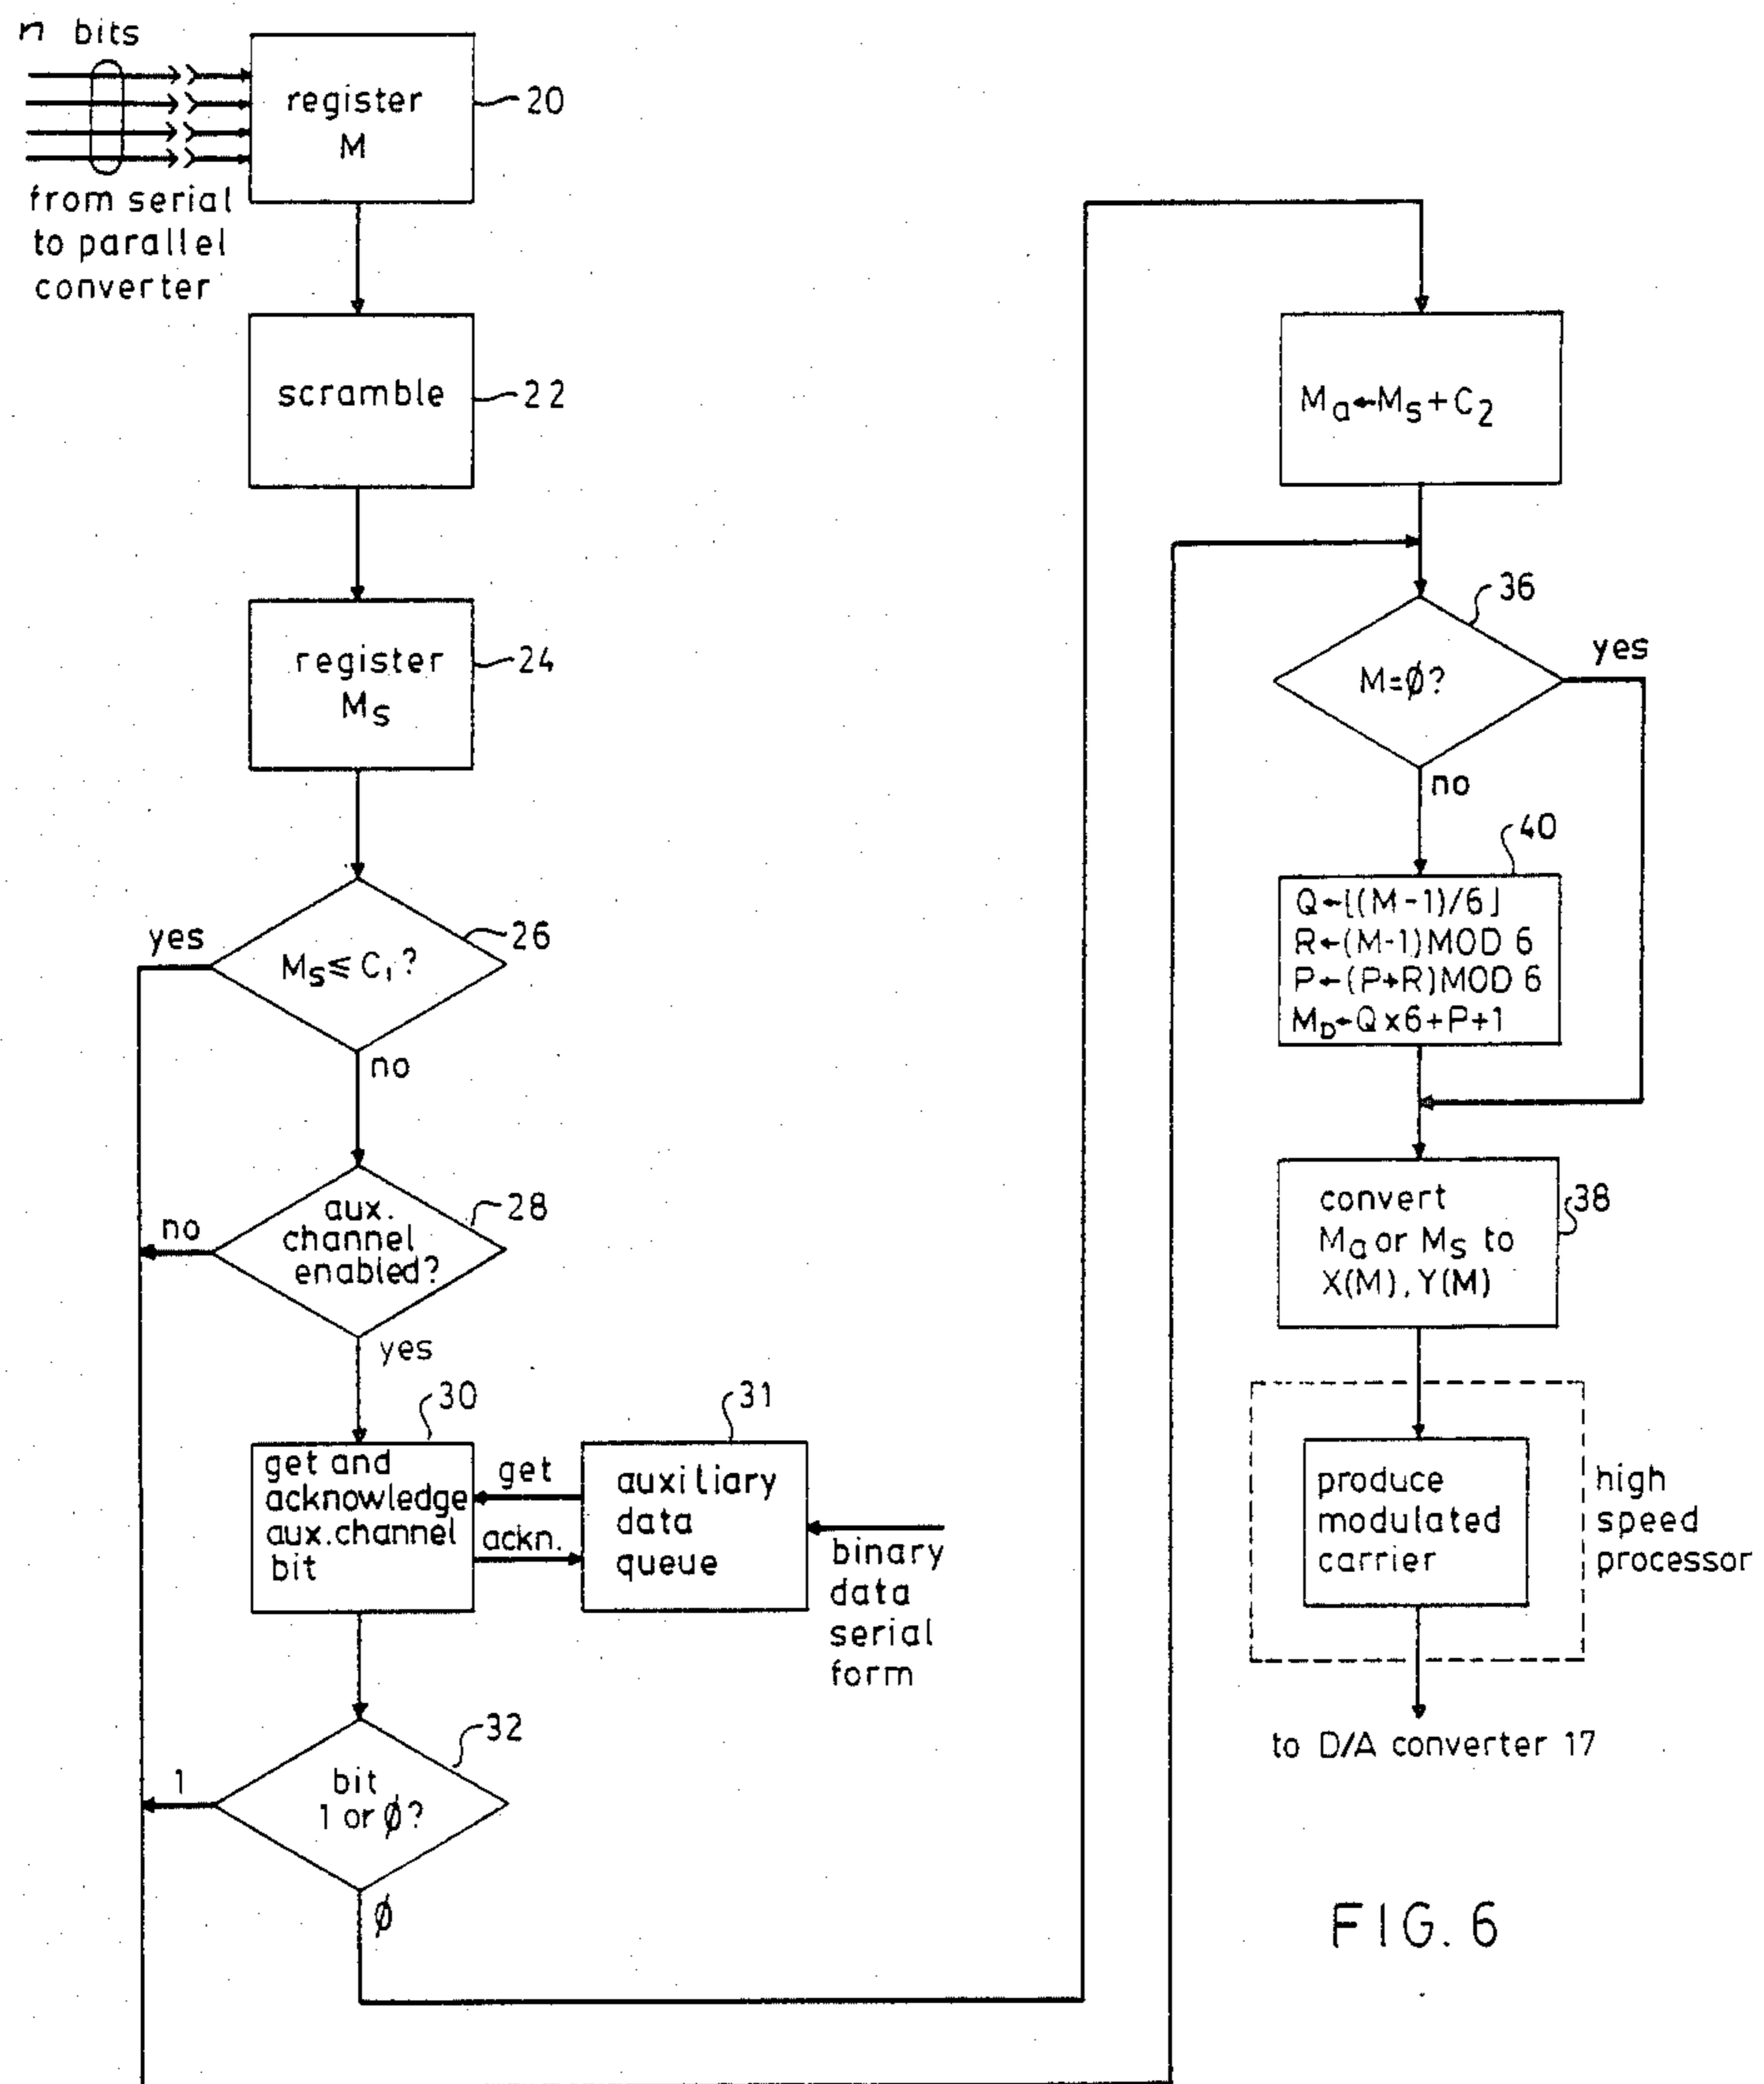 n bits
register
M
20
from serial
to parallel
converter
scramble
22
register
Ms
24
Ms ≤ C₁ ?
26
yes
no
aux.
channel
enabled?
28
no
yes
get and
acknowledge
aux.channel
bit
30
get
ackn.
auxiliary
data
queue
31
binary
data
serial
form
bit
1 or ∅?
32
1
∅
Ma←Ms+C2
M=∅?
36
yes
no
40
Q←⌊(M-1)/6⌋
R←(M-1)MOD 6
P←(P+R)MOD 6
MD←Q x 6+P+1
convert
Ma or Ms to
X(M), Y(M)
38
produce
modulated
carrier
high
speed
processor
to D/A converter 17
FIG. 6